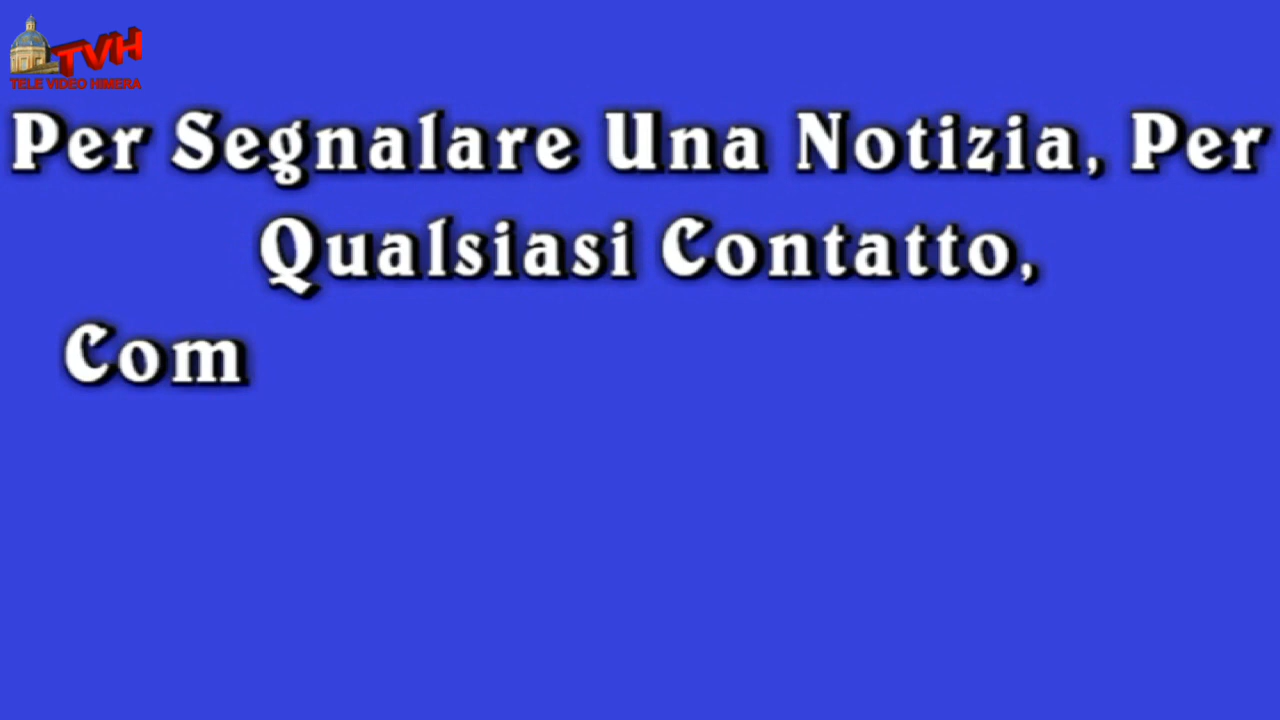 TVH
TELE VIDEO HIMERA
Per Segnalare Una Notizia, Per
Qualsiasi Contatto,
Com